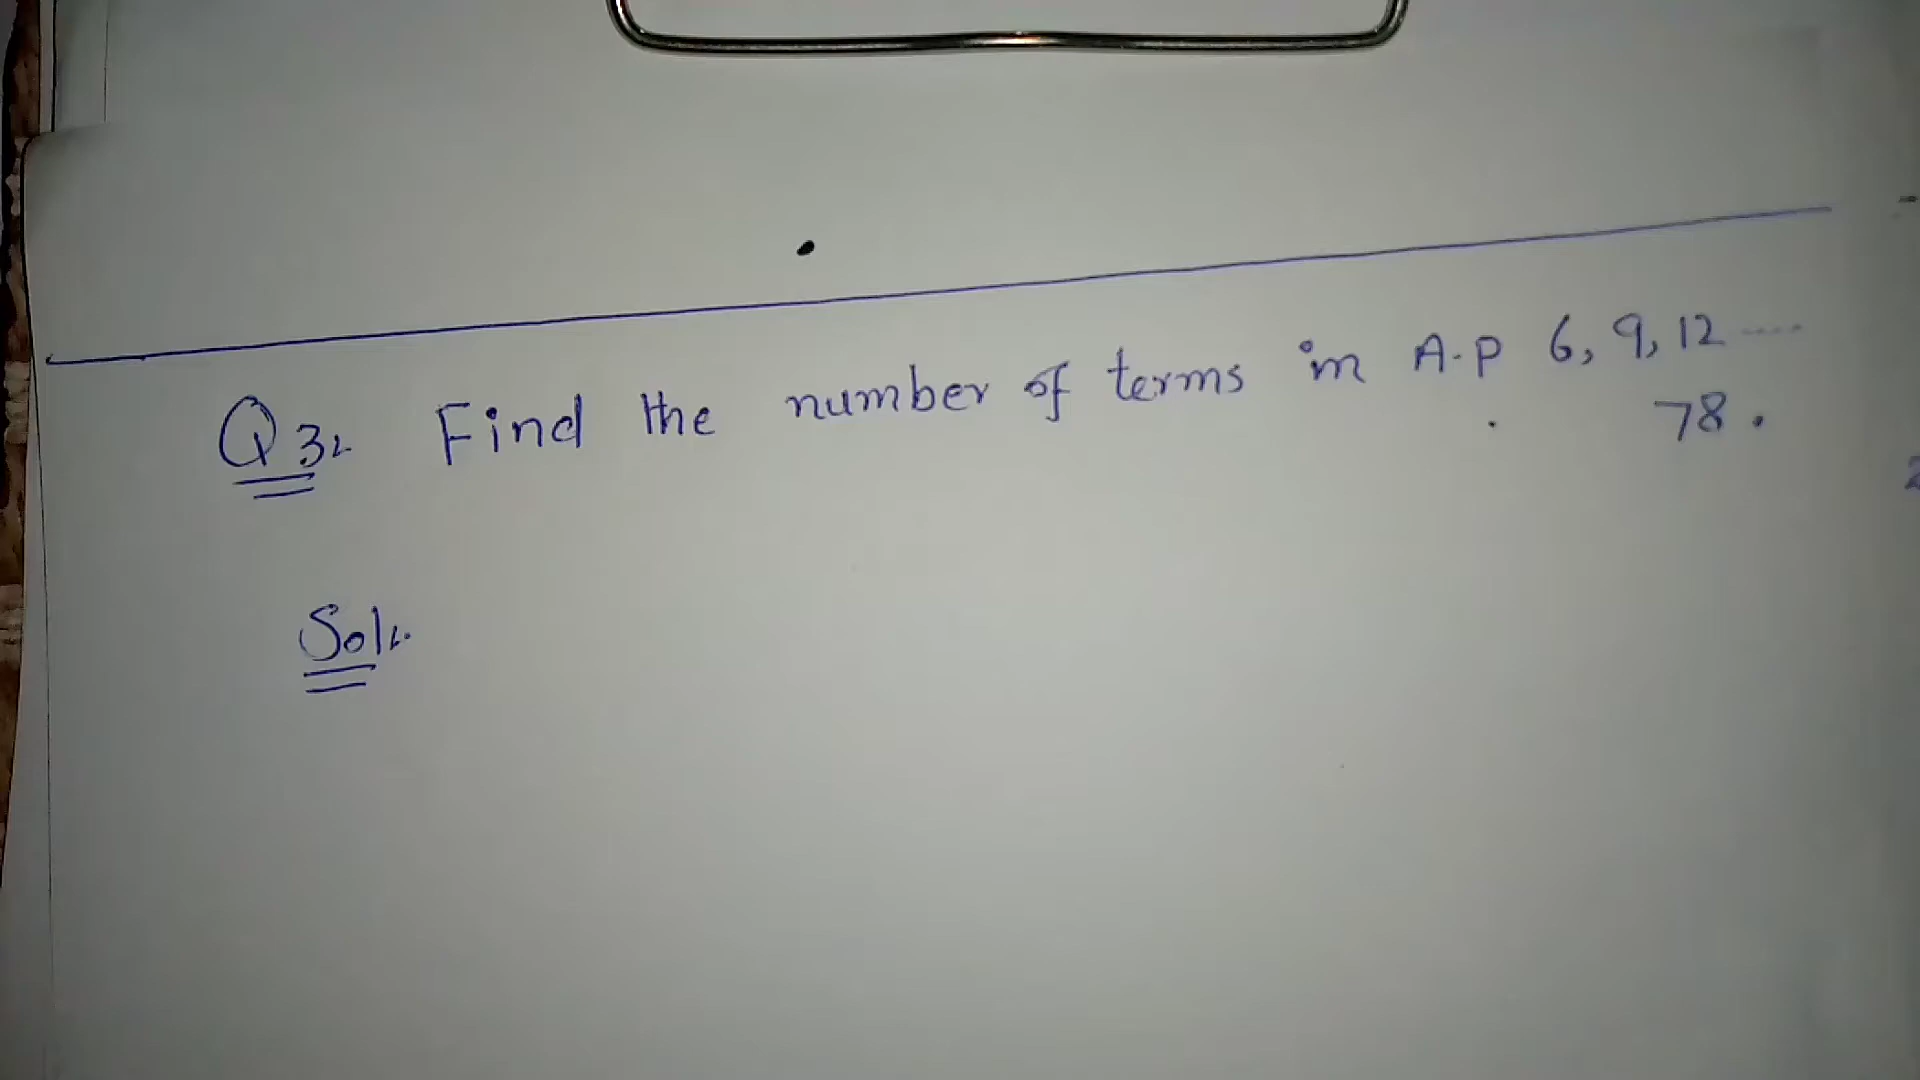 Q3. Find the number of terms in A.P 6, 9, 12 ----
78.
Sol.